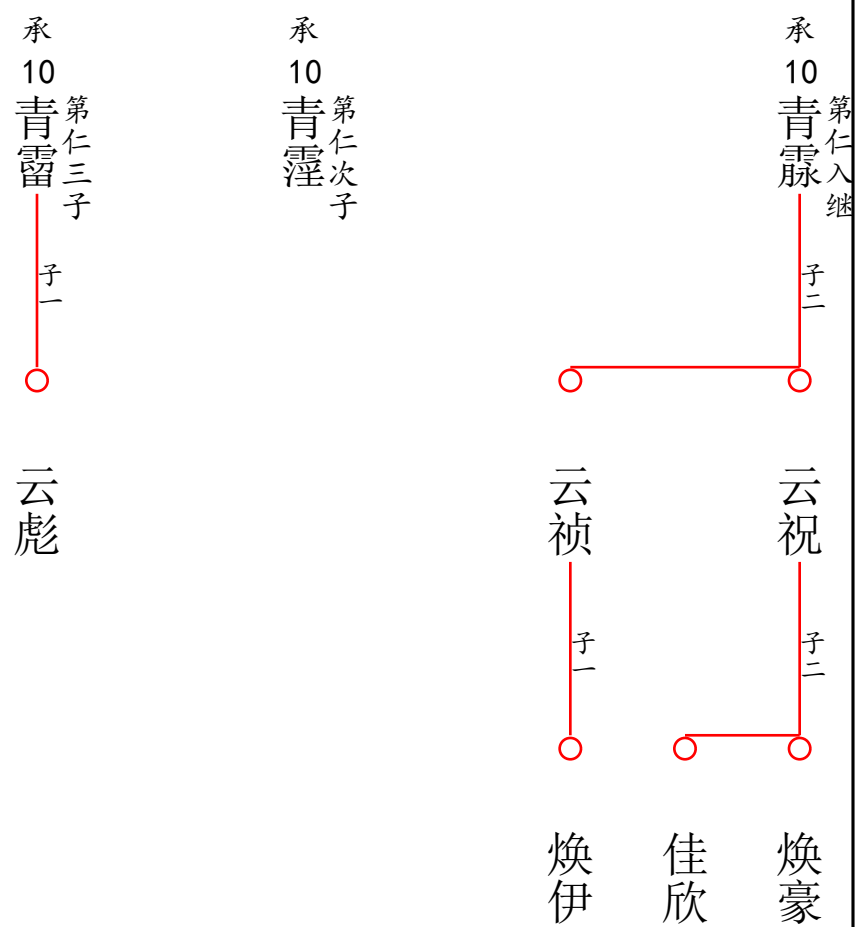 承
10
青霤
第仁三子
承
10
青霪
第仁次子
承
10
青霡
第仁入继
子一
子二
云彪
云祯
云祝
子一
子二
焕伊
佳欣
焕豪